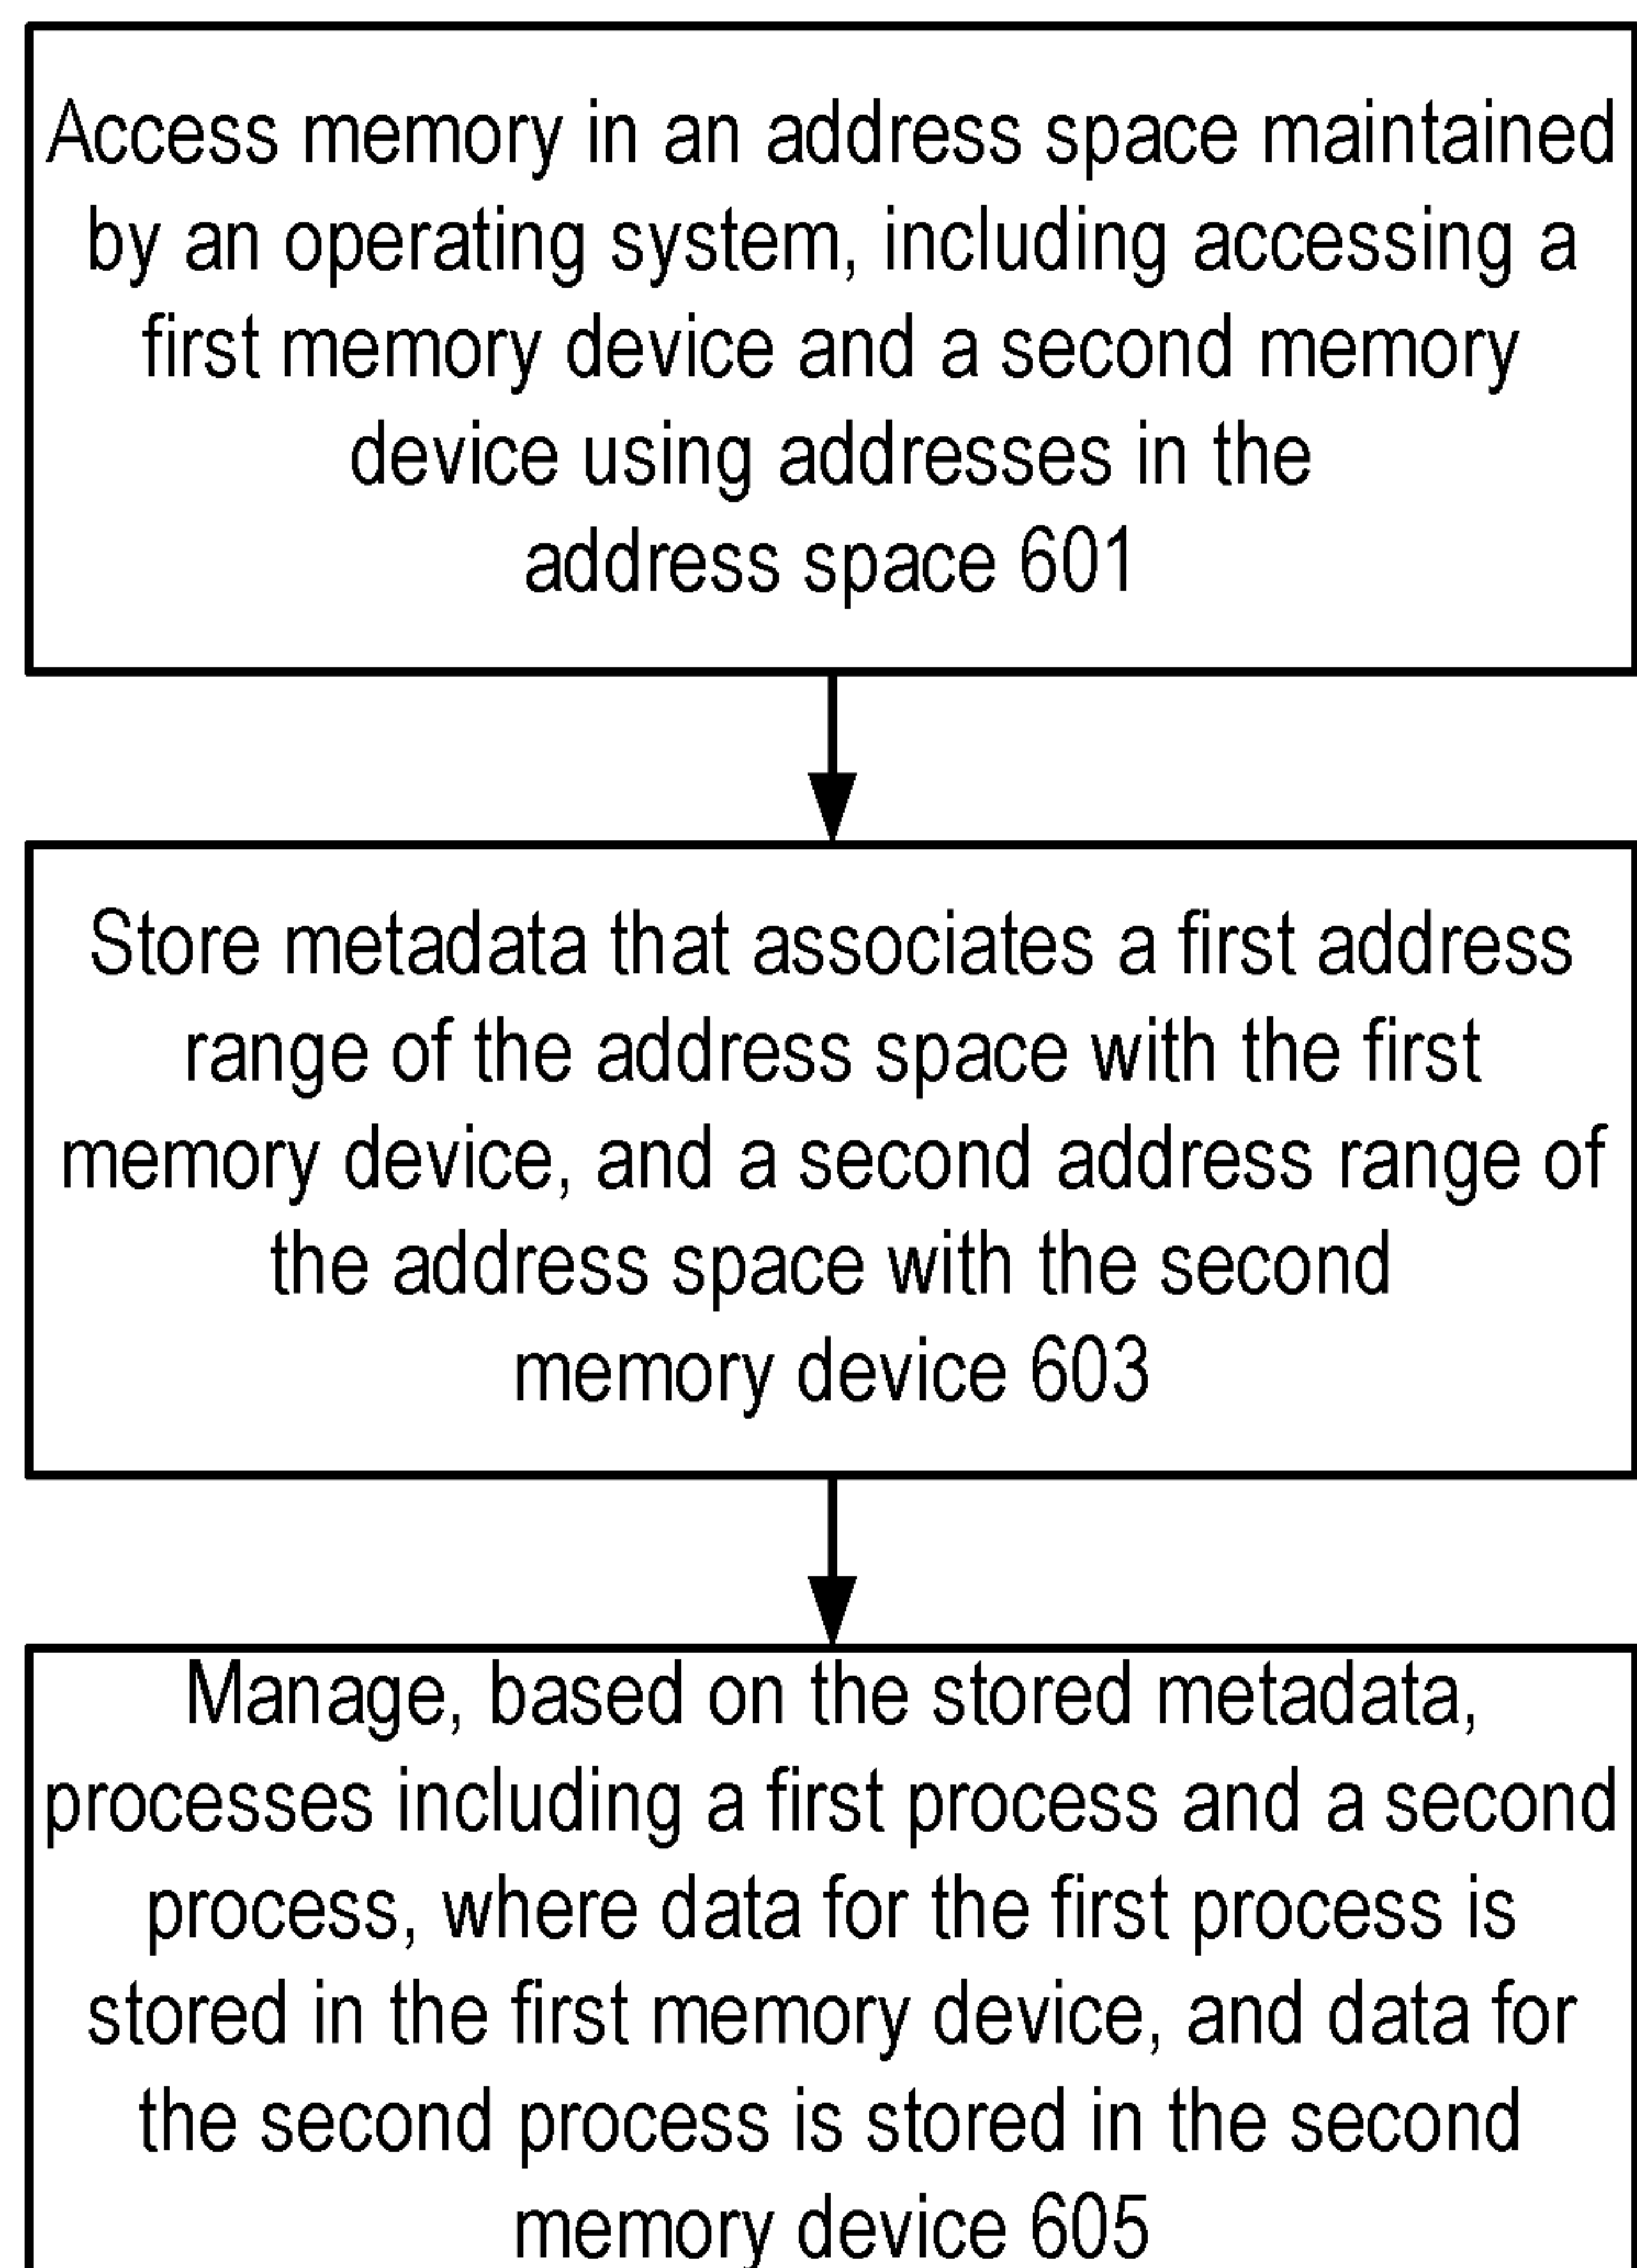 Access memory in an address space maintained
by an operating system, including accessing a
first memory device and a second memory
device using addresses in the
address space 601
Store metadata that associates a first address
range of the address space with the first
memory device, and a second address range of
the address space with the second
memory device 603
Manage, based on the stored metadata,
processes including a first process and a second
process, where data for the first process is
stored in the first memory device, and data for
the second process is stored in the second
memory device 605